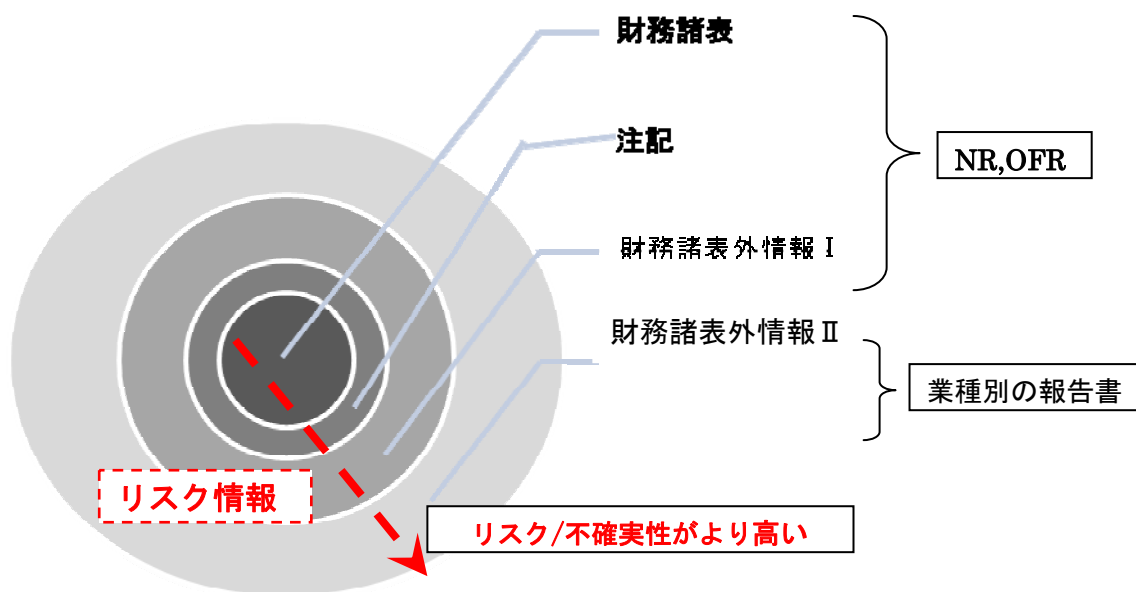 財務諸表
注記
NR,OFR
財務諸表外情報Ⅰ
財務諸表外情報Ⅱ
業種別の報告書
リスク情報
リスク/不確実性がより高い